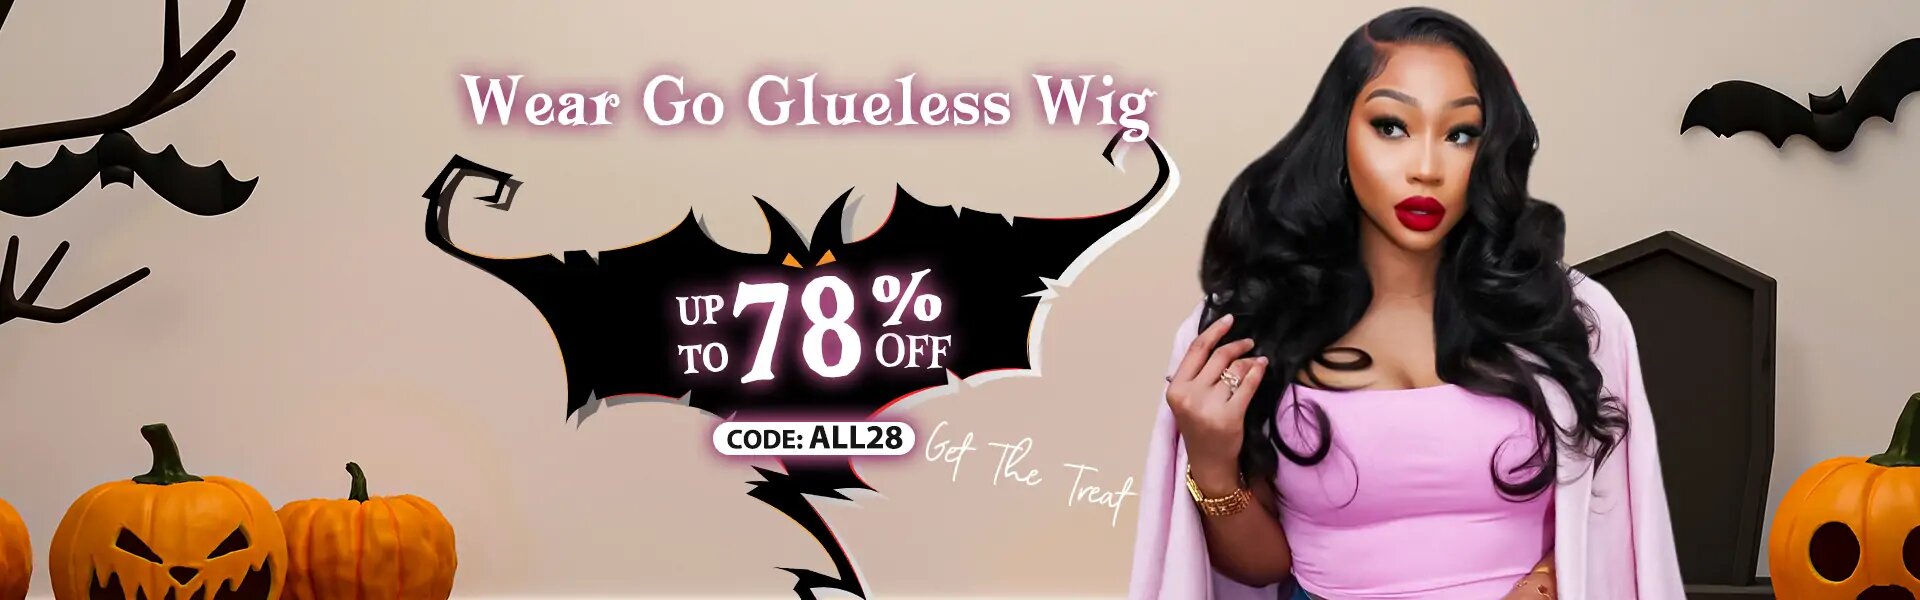 Wear Go Glueless Wig
UP TO 78% OFF
CODE: ALL28
Get The Treat